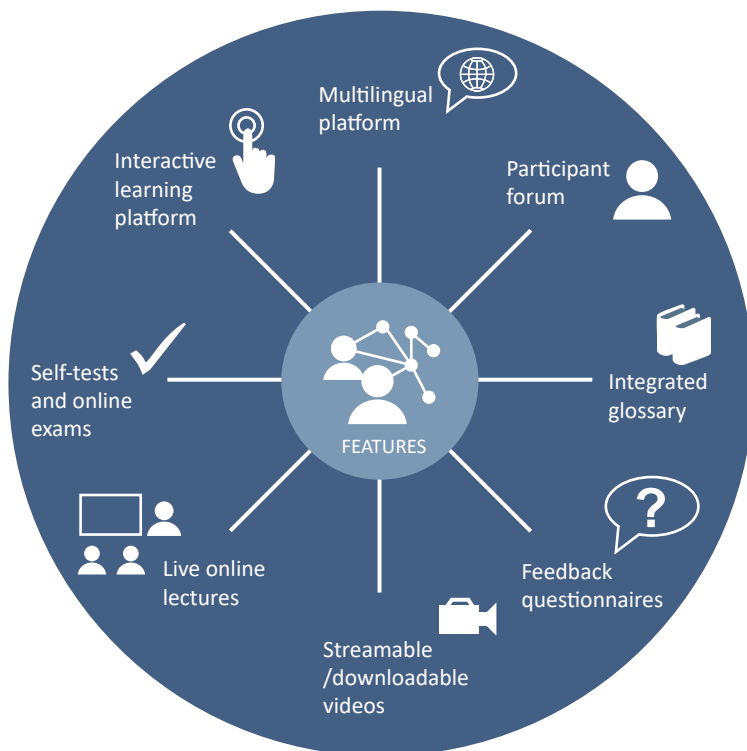 Multilingual
platform
Participant
forum
Integrated
glossary
?
Feedback
questionnaires
Streamable
/downloadable
videos
Live online
lectures
Self-tests
and online
exams
Interactive
learning
platform
FEATURES